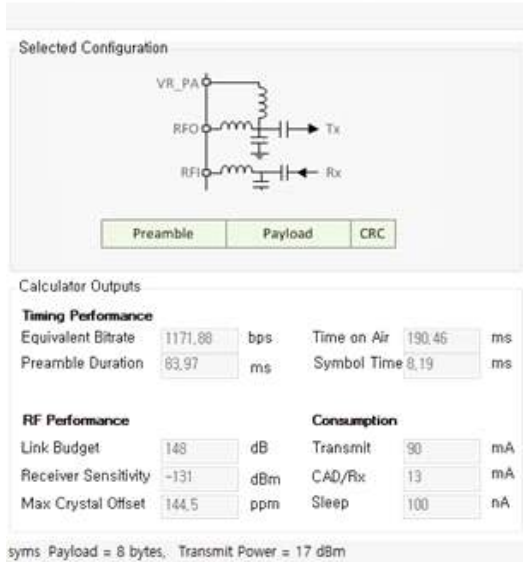 Selected Configuration
VR_PA
RFO Tx
RFI Rx
Preamble Payload CRC
Calculator Outputs
Timing Performance
Equivalent Bitrate 1171,88 bps Time on Air 190,46 ms
Preamble Duration 83,97 ms Symbol Time 8,19 ms
RF Performance Consumption
Link Budget 148 dB Transmit 90 mA
Receiver Sensitivity -131 dBm CAD/Rx 13 mA
Max Crystal Offset 144,5 ppm Sleep 100 nA
syms Payload = 8 bytes, Transmit Power = 17 dBm